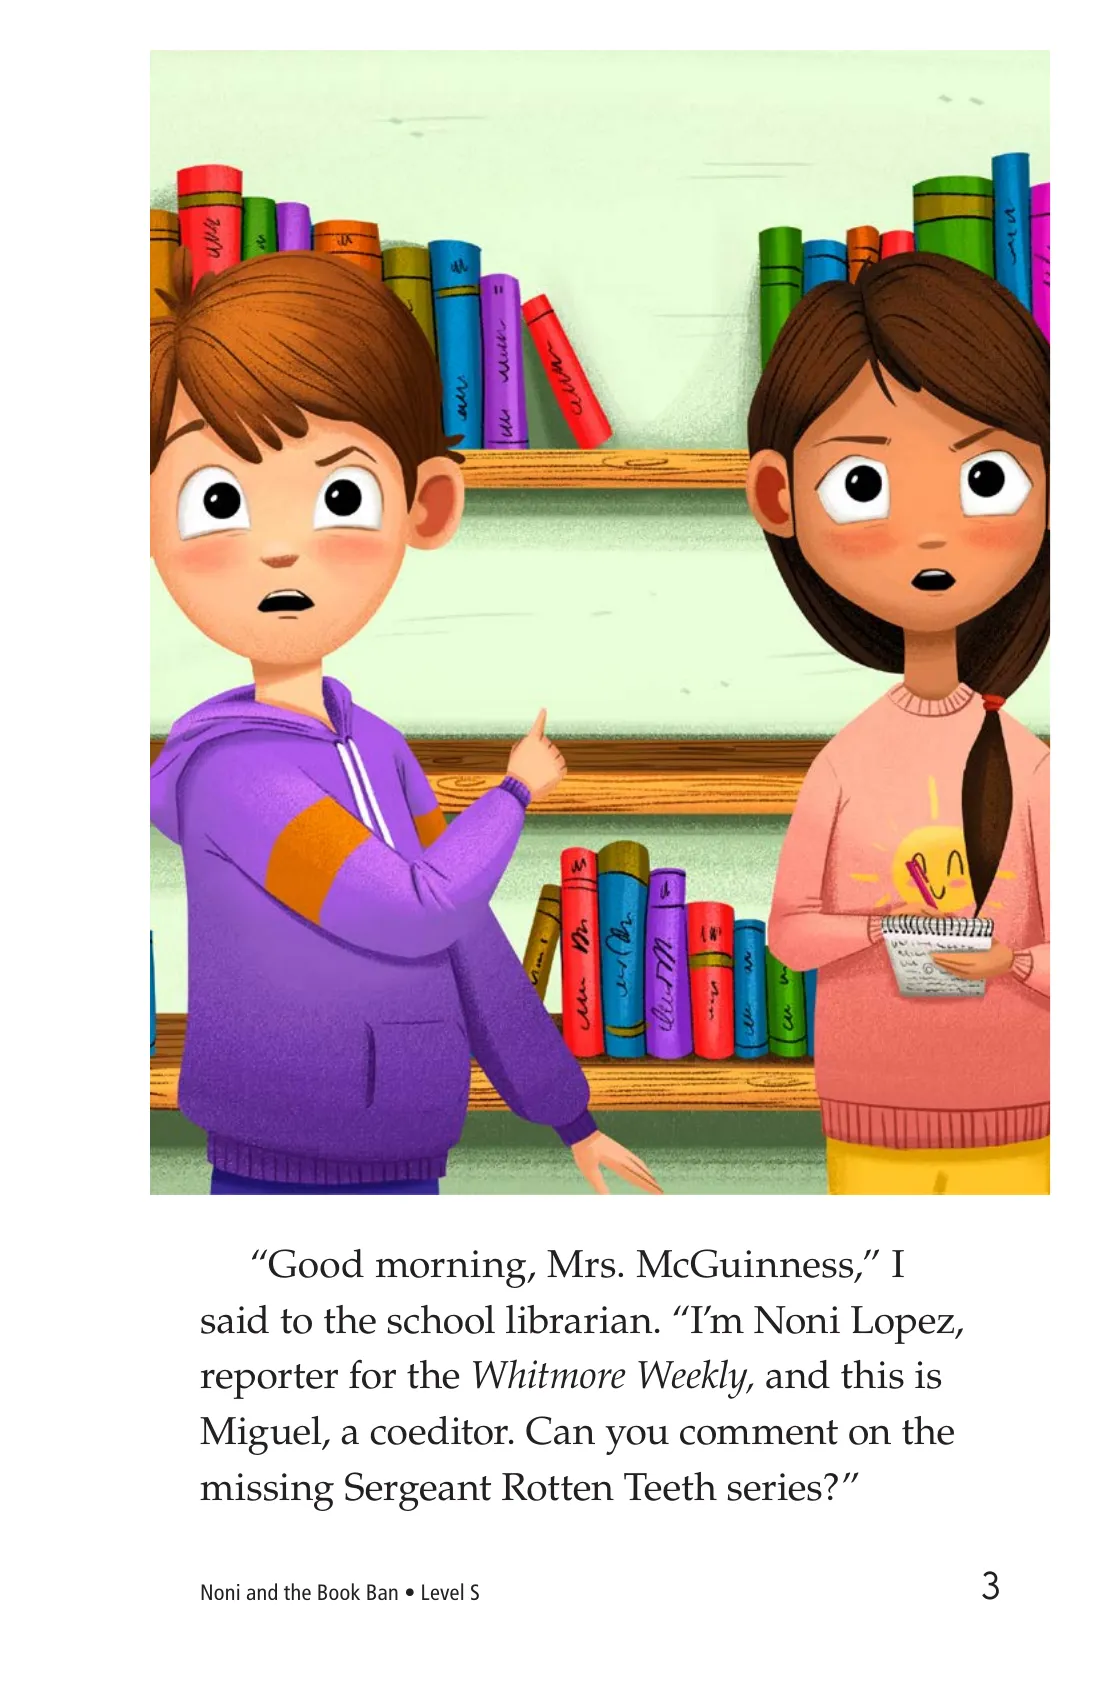 “Good morning, Mrs. McGuinness,” I
said to the school librarian. “I’m Noni Lopez,
reporter for the Whitmore Weekly, and this is
Miguel, a coeditor. Can you comment on the
missing Sergeant Rotten Teeth series?”
Noni and the Book Ban • Level S
3